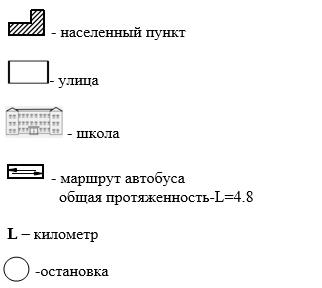 - населенный пункт
- улица
- школа
- маршрут автобуса
общая протяженность-L=4.8
L – километр
-остановка